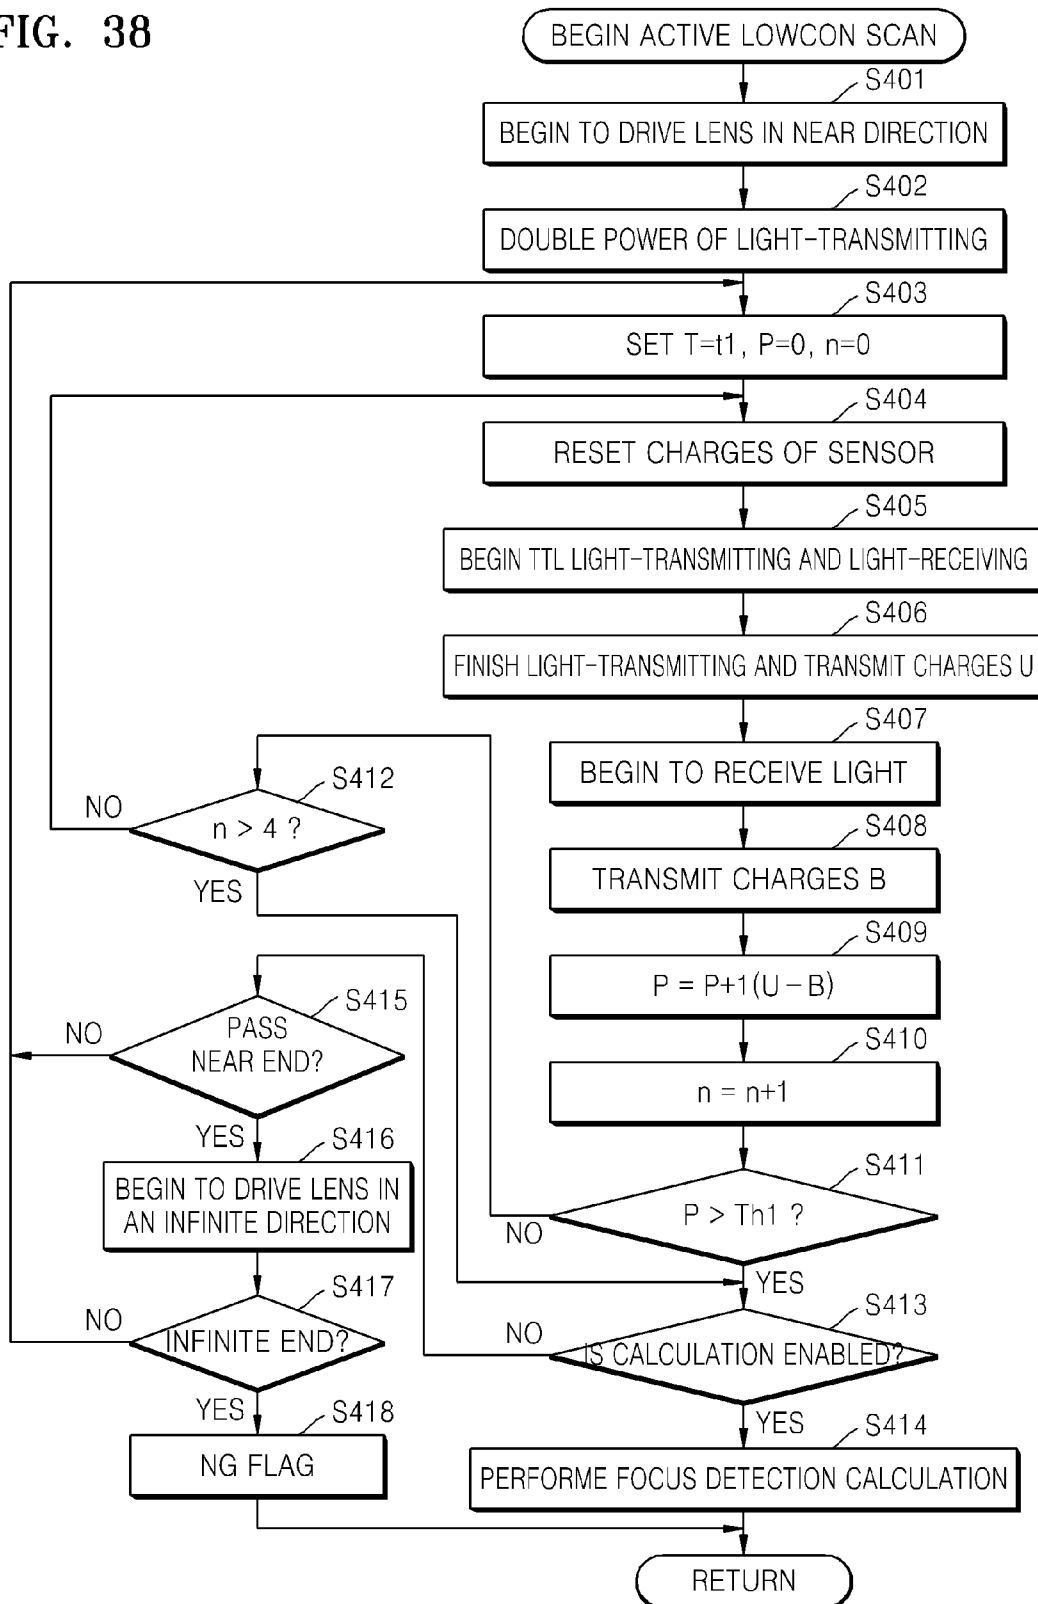 FIG. 38
BEGIN ACTIVE LOWCON SCAN
S401
BEGIN TO DRIVE LENS IN NEAR DIRECTION
S402
DOUBLE POWER OF LIGHT-TRANSMITTING
S403
SET T=t1, P=0, n=0
S404
RESET CHARGES OF SENSOR
S405
BEGIN TTL LIGHT-TRANSMITTING AND LIGHT-RECEIVING
S406
FINISH LIGHT-TRANSMITTING AND TRANSMIT CHARGES U
S407
BEGIN TO RECEIVE LIGHT
S408
TRANSMIT CHARGES B
S409
P = P+1(U-B)
S410
n = n+1
S411
P > Th1 ?
NO
YES
S412
n > 4 ?
NO
YES
S413
IS CALCULATION ENABLED?
NO
YES
S414
PERFORME FOCUS DETECTION CALCULATION
S415
PASS
NEAR END?
NO
YES
S416
BEGIN TO DRIVE LENS IN
AN INFINITE DIRECTION
S417
INFINITE END?
NO
YES
S418
NG FLAG
RETURN